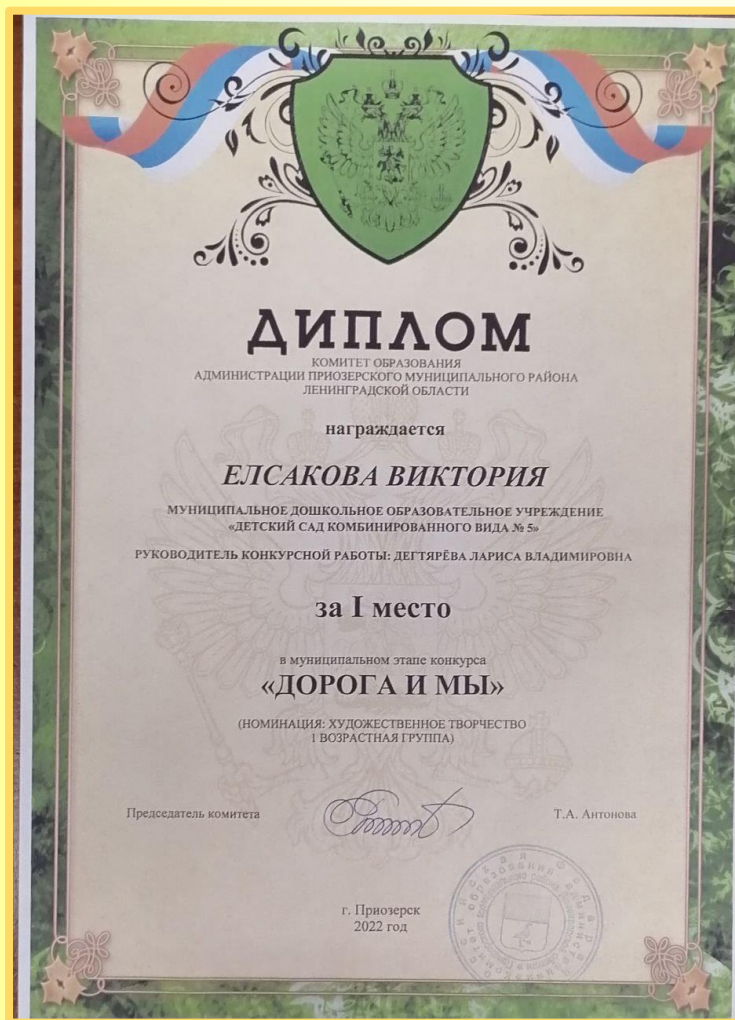 ДИПЛОМ
КОМИТЕТ ОБРАЗОВАНИЯ
АДМИНИСТРАЦИИ ПРИОЗЕРСКОГО МУНИЦИПАЛЬНОГО РАЙОНА
ЛЕНИНГРАДСКОЙ ОБЛАСТИ
награждается
ЕЛСАКОВА ВИКТОРИЯ
МУНИЦИПАЛЬНОЕ ДОШКОЛЬНОЕ ОБРАЗОВАТЕЛЬНОЕ УЧРЕЖДЕНИЕ
«ДЕТСКИЙ САД КОМБИНИРОВАННОГО ВИДА № 5»
РУКОВОДИТЕЛЬ КОНКУРСНОЙ РАБОТЫ: ДЕГТЯРЁВА ЛАРИСА ВЛАДИМИРОВНА
за I место
в муниципальном этапе конкурса
«ДОРОГА И МЫ»
(НОМИНАЦИЯ: ХУДОЖЕСТВЕННОЕ ТВОРЧЕСТВО
1 ВОЗРАСТНАЯ ГРУППА)
Председатель комитета
Т.А. Антонова
г. Приозерск
2022 год